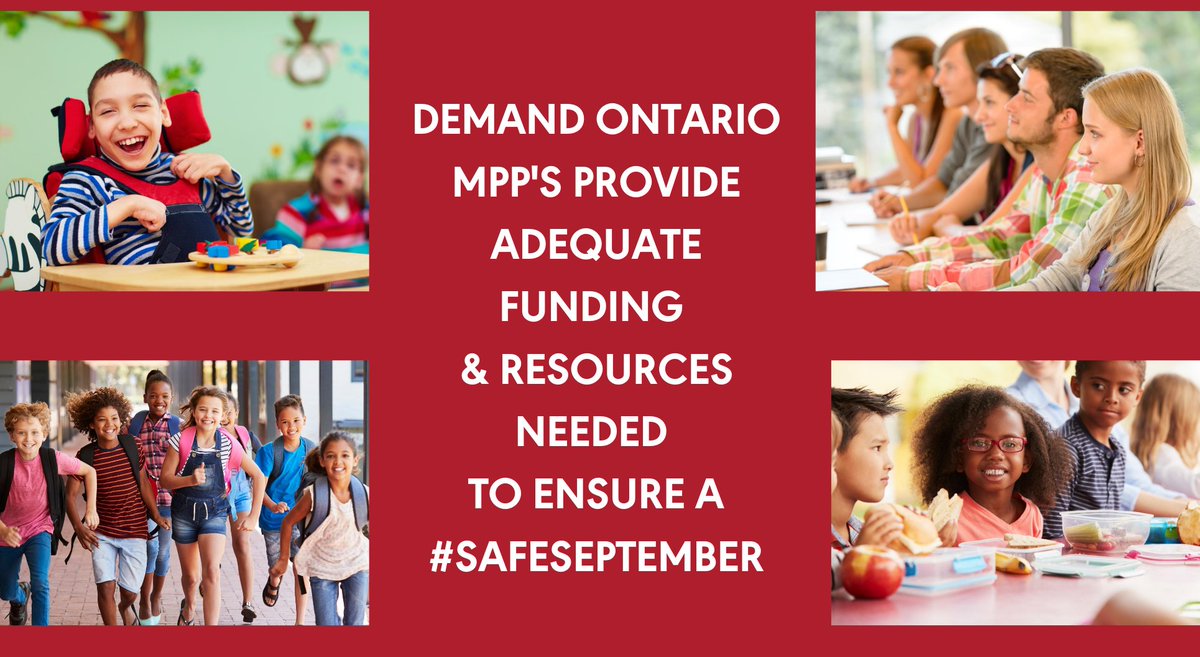 DEMAND ONTARIO
MPP'S PROVIDE
ADEQUATE
FUNDING
& RESOURCES
NEEDED
TO ENSURE A
#SAFESEPTEMBER